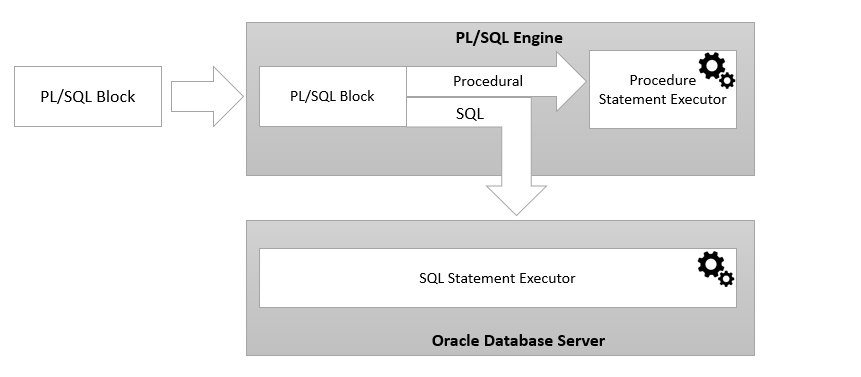 PL/SQL Engine
PL/SQL Block
PL/SQL Block
Procedural
SQL
Procedure
Statement Executor
SQL Statement Executor
Oracle Database Server